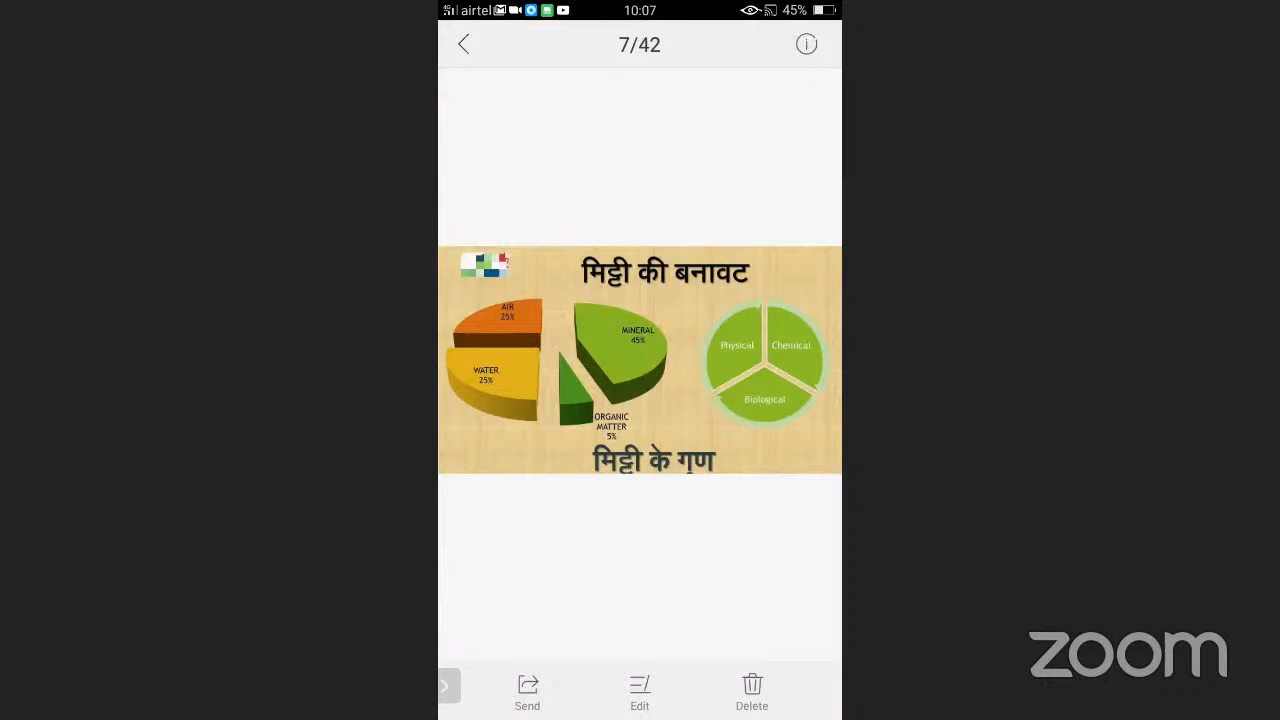 airtel 10:07 45%
7/42
मिट्टी की बनावट
AIR
25%
MINERAL
45%
WATER
25%
ORGANIC
MATTER
5%
Physical Chemical
Biological
मिट्टी के गुण
Send Edit Delete
zoom